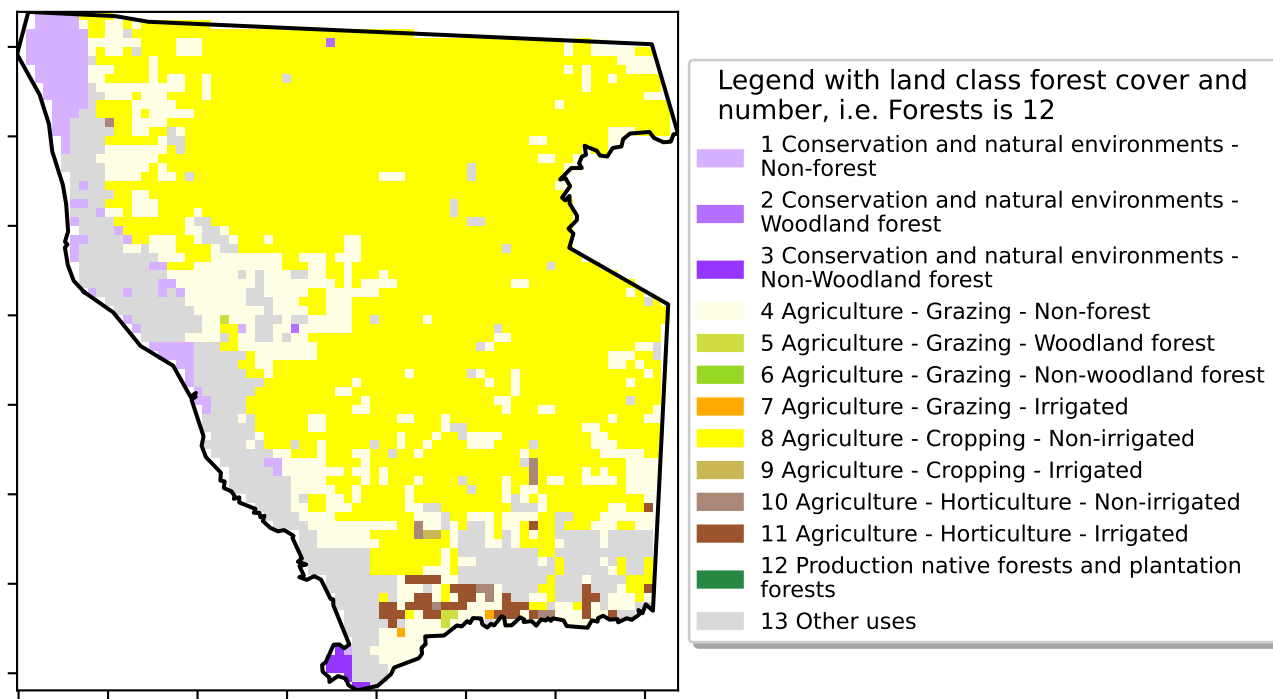 Legend with land class forest cover and
number, i.e. Forests is 12
1 Conservation and natural environments -
Non-forest
2 Conservation and natural environments -
Woodland forest
3 Conservation and natural environments -
Non-Woodland forest
4 Agriculture - Grazing - Non-forest
5 Agriculture - Grazing - Woodland forest
6 Agriculture - Grazing - Non-woodland forest
7 Agriculture - Grazing - Irrigated
8 Agriculture - Cropping - Non-irrigated
9 Agriculture - Cropping - Irrigated
10 Agriculture - Horticulture - Non-irrigated
11 Agriculture - Horticulture - Irrigated
12 Production native forests and plantation
forests
13 Other uses